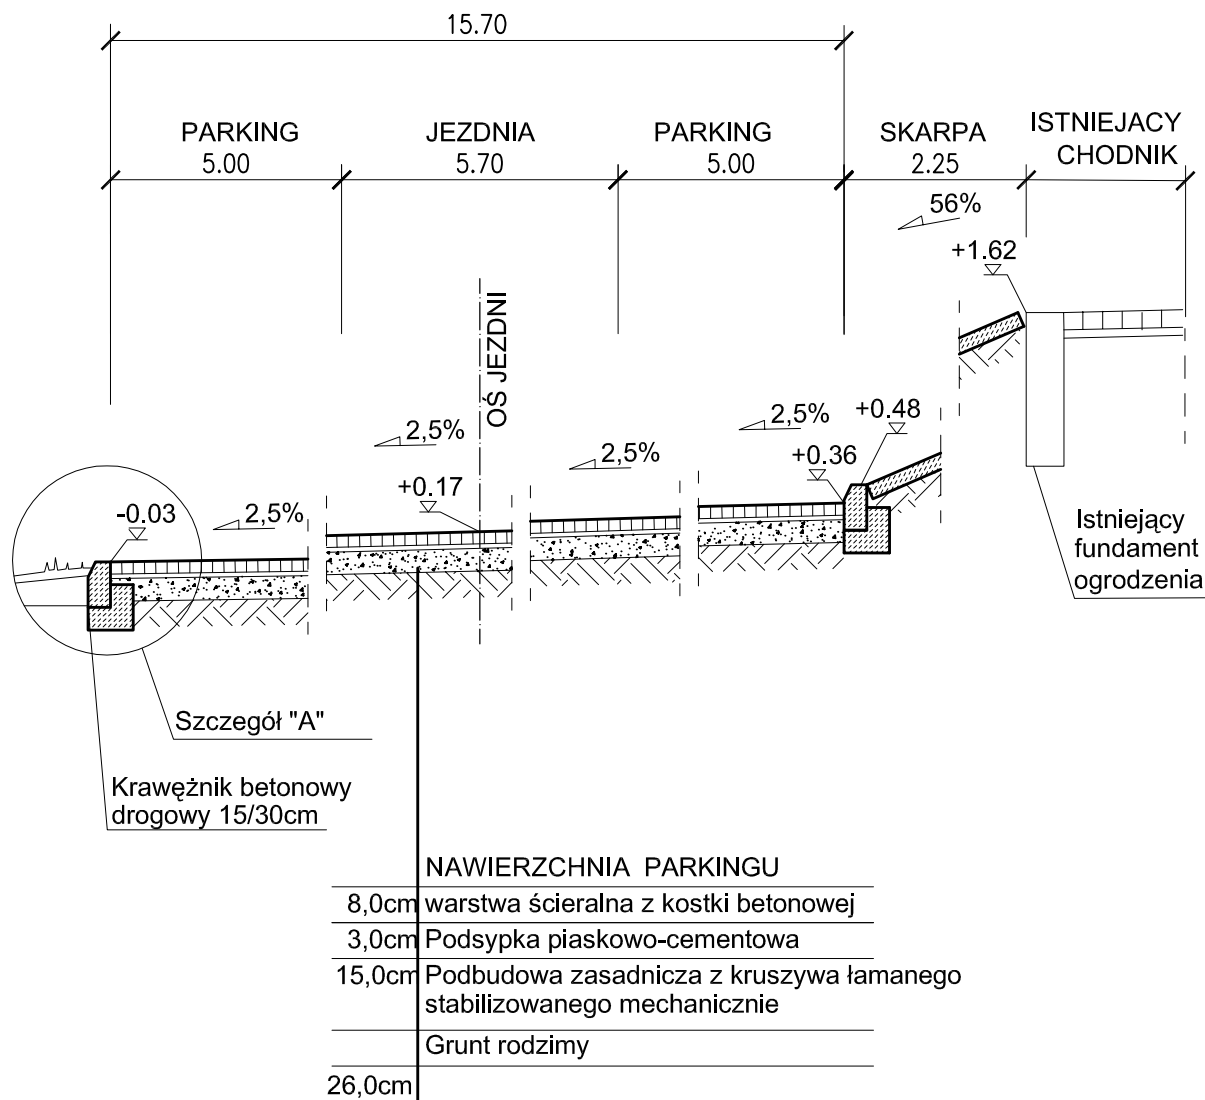 15.70
PARKING
JEZDNIA
PARKING
SKARPA
ISTNIEJACY
CHODNIK
5.00
5.70
5.00
2.25
56%
+1.62
OŚ JEZDNI
2,5%
2,5%
+0.48
2,5%
+0.36
+0.17
-0.03
2,5%
Istniejący
fundament
ogrodzenia
Szczegół "A"
Krawężnik betonowy
drogowy 15/30cm
NAWIERZCHNIA PARKINGU
8,0cm warstwa ścieralna z kostki betonowej
3,0cm Podsypka piaskowo-cementowa
15,0cm Podbudowa zasadnicza z kruszywa łamanego
stabilizowanego mechanicznie
Grunt rodzimy
26,0cm